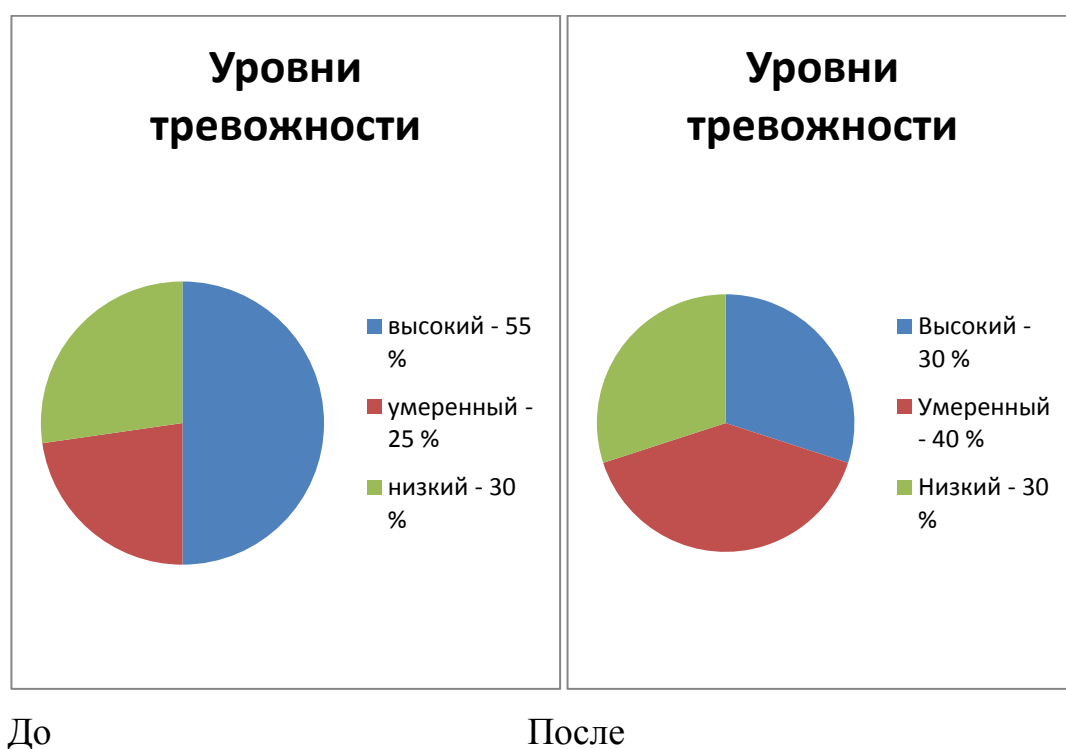 Уровни
тревожности
высокий - 55
%
умеренный -
25 %
низкий - 30
%
Уровни
тревожности
Высокий -
30 %
Умеренный
- 40 %
Низкий - 30
%
До
После